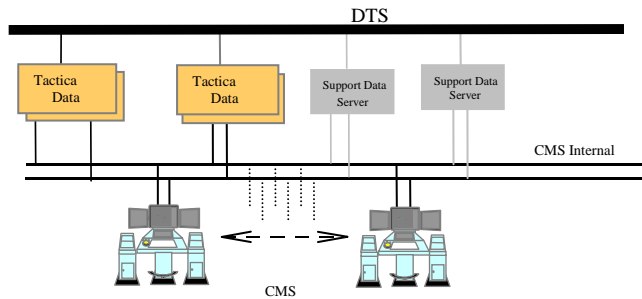 DTS
Tactica
Data
Tactica
Data
Support Data
Server
Support Data
Server
CMS Internal
CMS